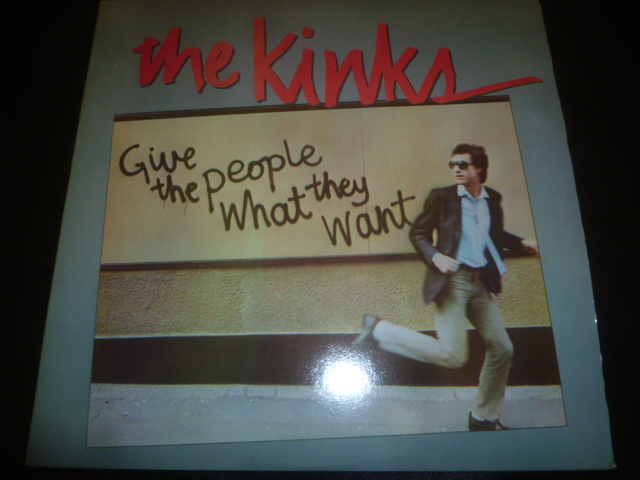 the kinks
Give
the people
What they
Want